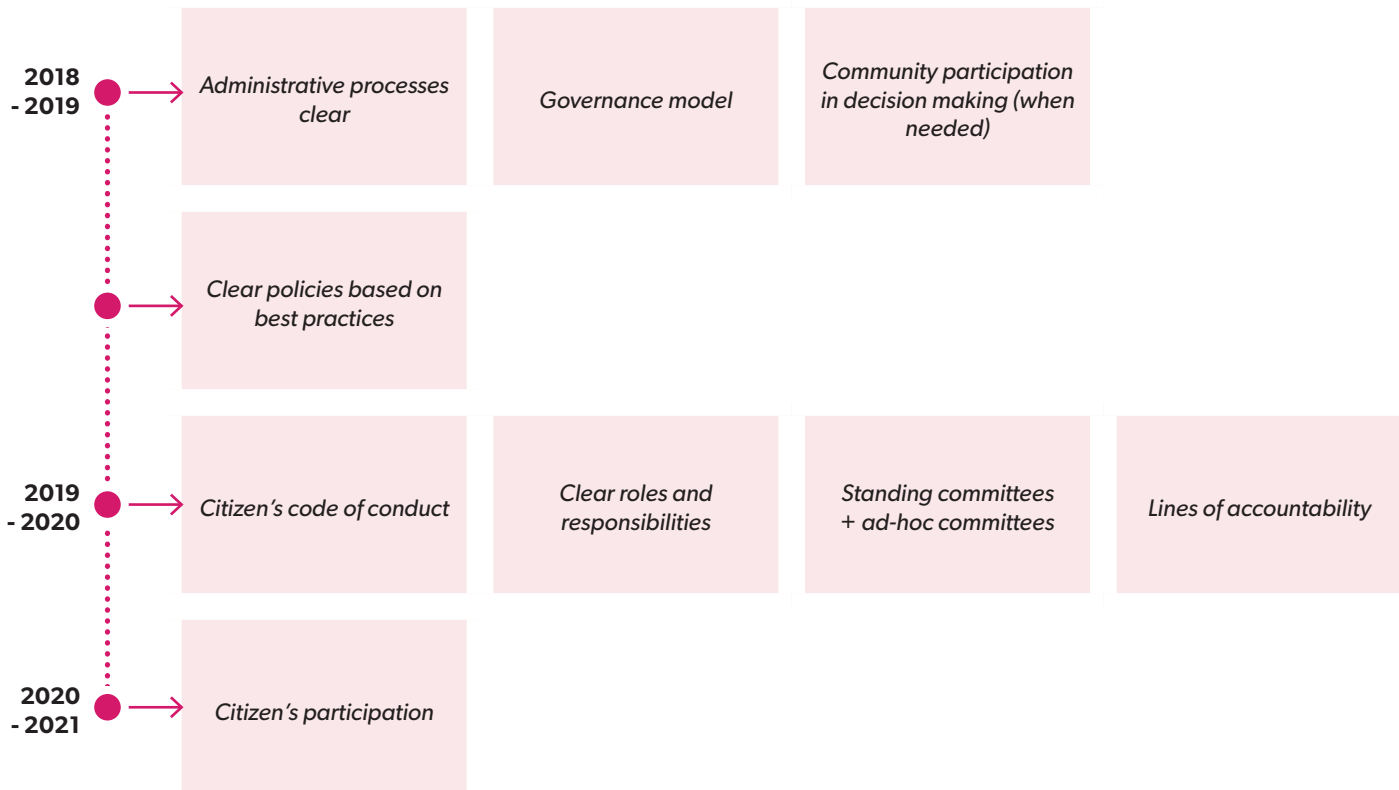 2018
- 2019
Administrative processes
clear
Governance model
Community participation
in decision making (when
needed)
Clear policies based on
best practices
2019
- 2020
Citizen’s code of conduct
Clear roles and
responsibilities
Standing committees
+ ad-hoc committees
Lines of accountability
2020
- 2021
Citizen’s participation